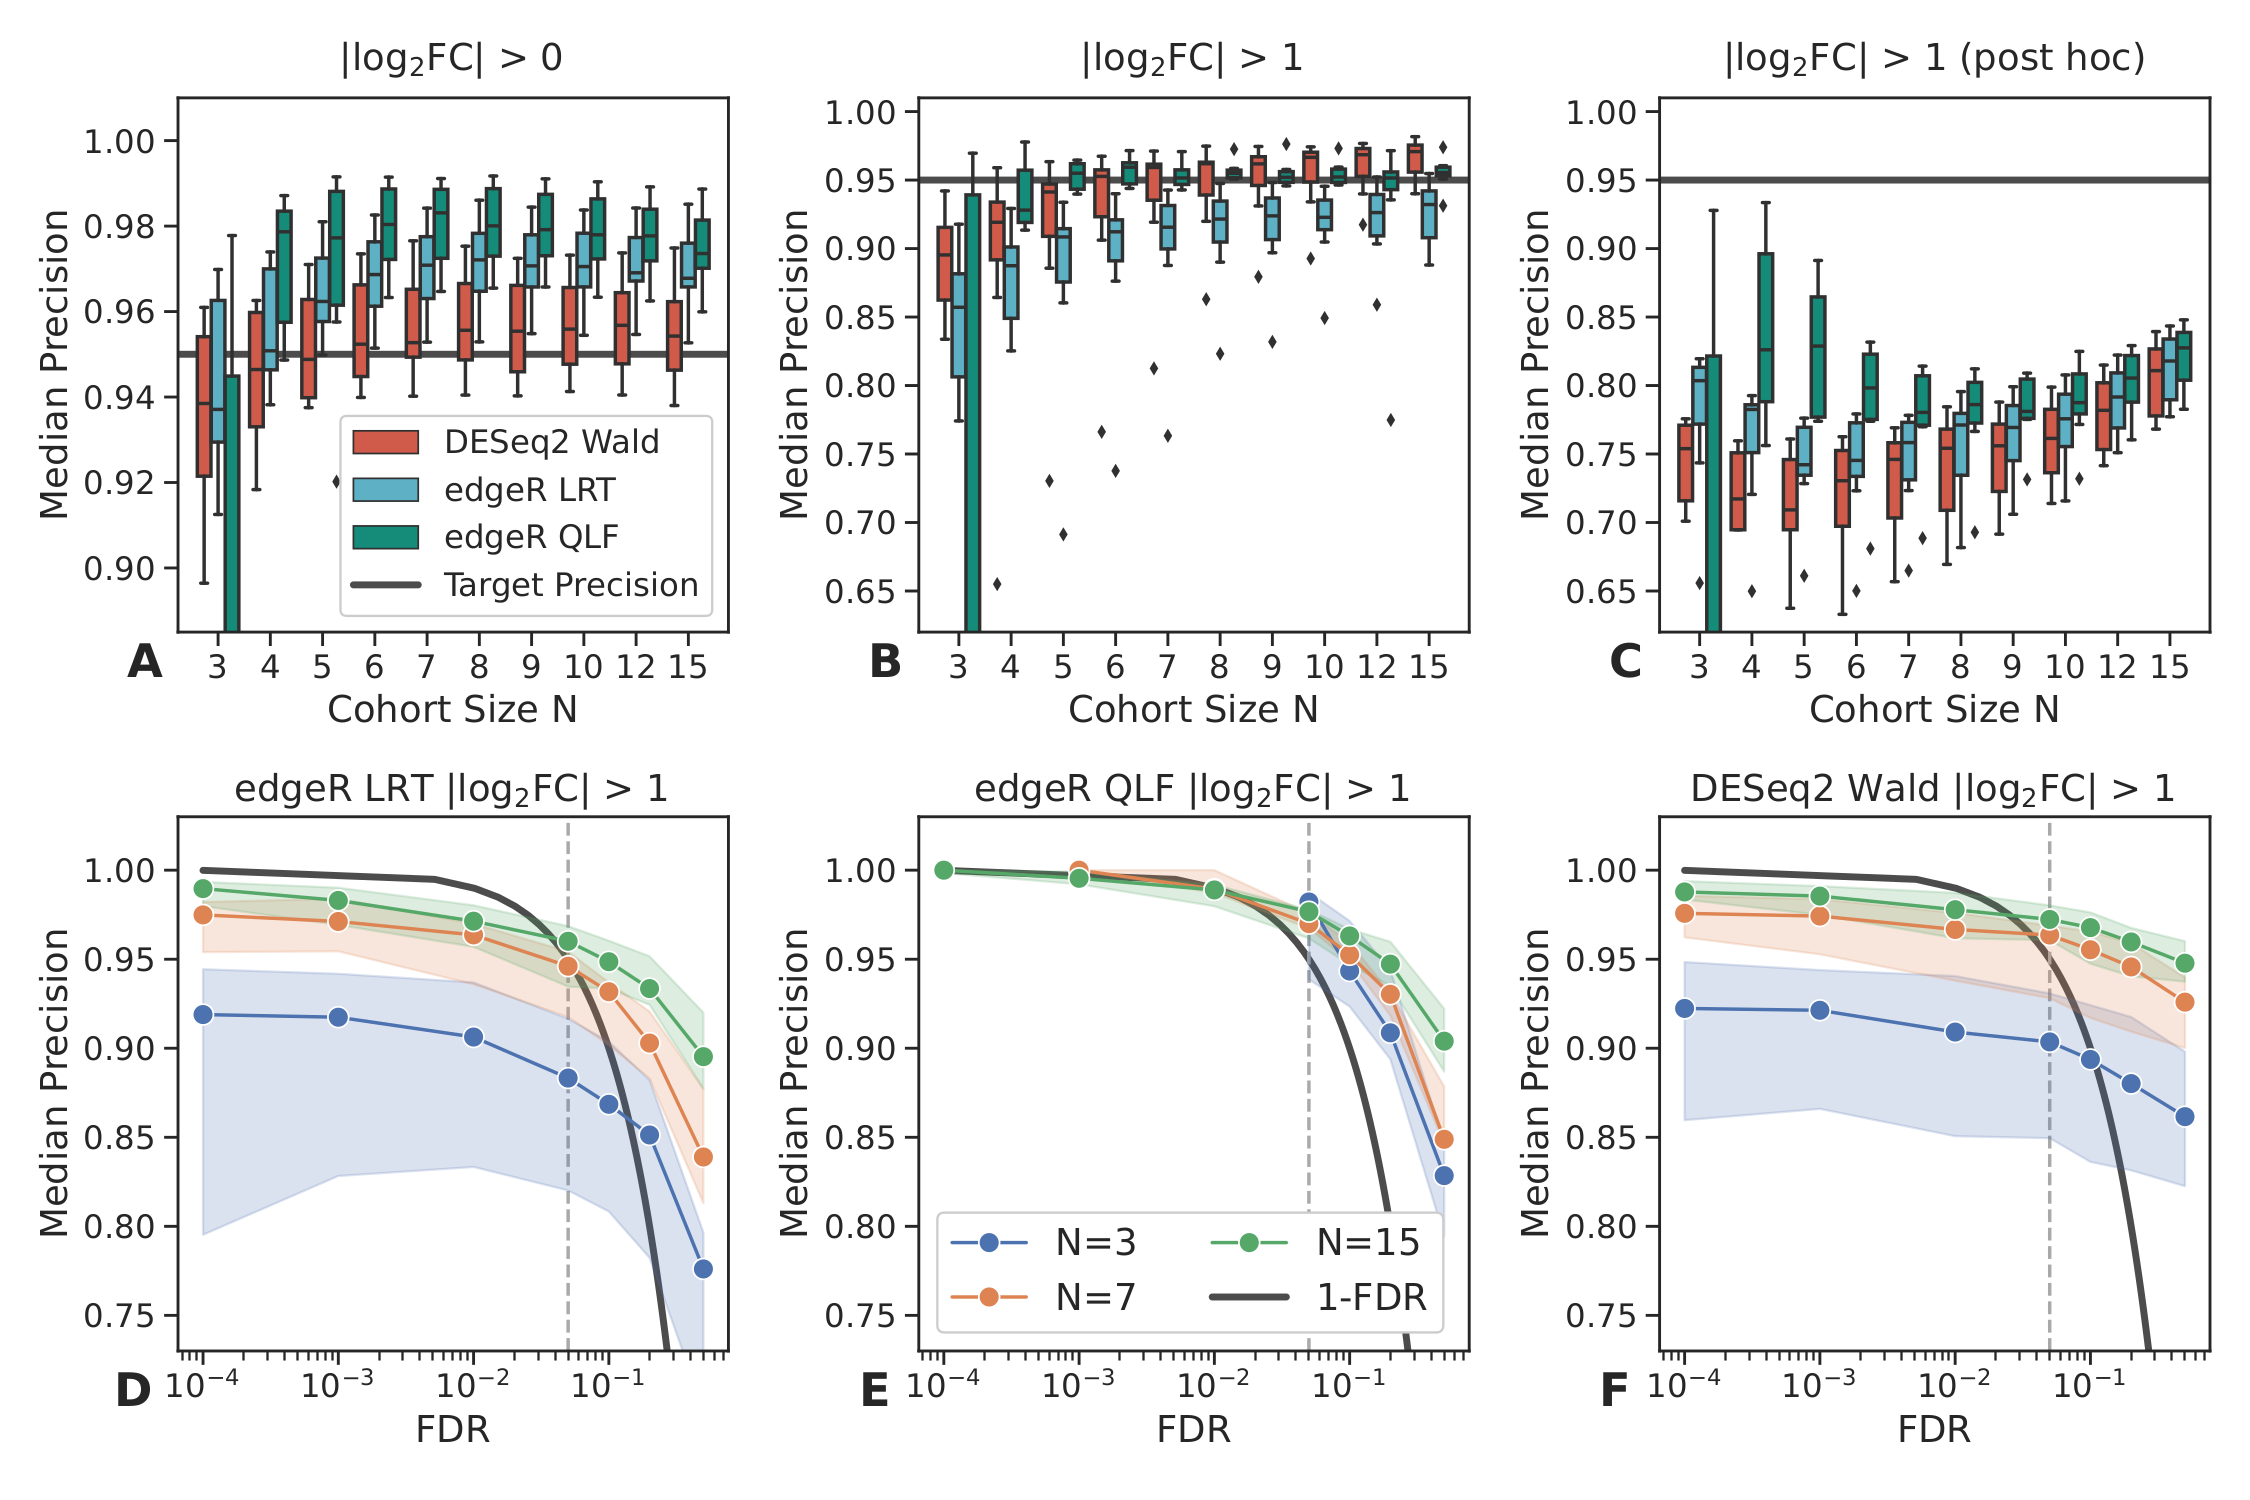 |log₂FC| > 0
1.00
0.98
0.96
0.94
0.92
0.90
Median Precision
DESeq2 Wald
edgeR LRT
edgeR QLF
Target Precision
3 4 5 6 7 8 9 10 12 15
A
Cohort Size N
|log₂FC| > 1
1.00
0.95
0.90
0.85
0.80
0.75
0.70
0.65
Median Precision
3 4 5 6 7 8 9 10 12 15
B
Cohort Size N
|log₂FC| > 1 (post hoc)
1.00
0.95
0.90
0.85
0.80
0.75
0.70
0.65
Median Precision
3 4 5 6 7 8 9 10 12 15
C
Cohort Size N
edgeR LRT |log₂FC| > 1
1.00
0.95
0.90
0.85
0.80
0.75
Median Precision
10⁻⁴ 10⁻³ 10⁻² 10⁻¹
D
FDR
edgeR QLF |log₂FC| > 1
1.00
0.95
0.90
0.85
0.80
0.75
Median Precision
N=3
N=7
N=15
1-FDR
10⁻⁴ 10⁻³ 10⁻² 10⁻¹
E
FDR
DESeq2 Wald |log₂FC| > 1
1.00
0.95
0.90
0.85
0.80
0.75
Median Precision
10⁻⁴ 10⁻³ 10⁻² 10⁻¹
F
FDR